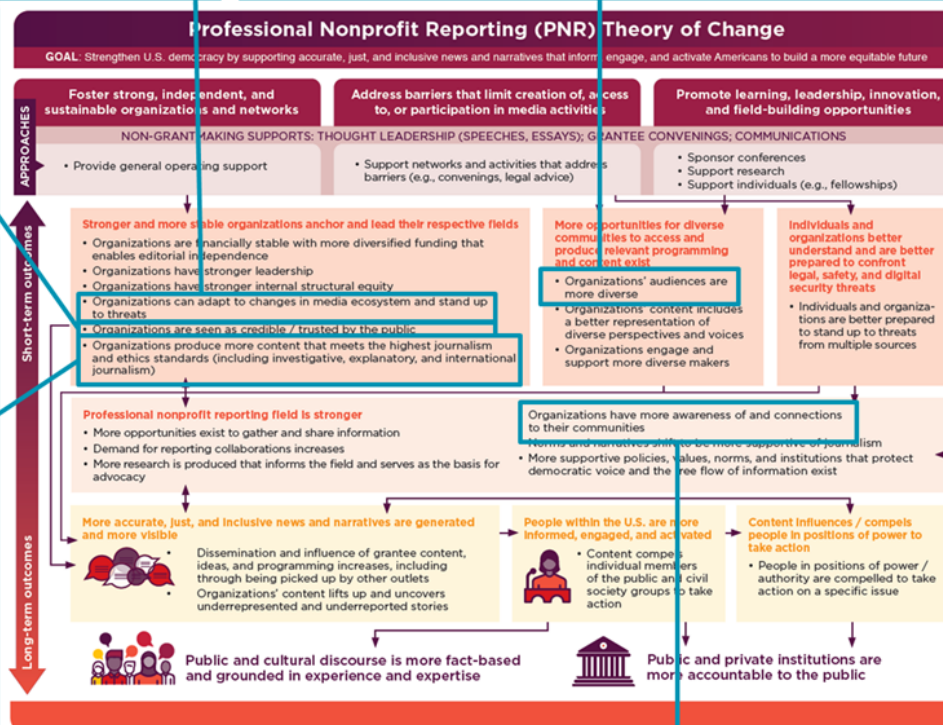 Professional Nonprofit Reporting (PNR) Theory of Change
GOAL: Strengthen U.S. democracy by supporting accurate, just, and inclusive news and narratives that inform, engage, and activate Americans to build a more equitable future
APPROACHES
Foster strong, independent, and
sustainable organizations and networks
Address barriers that limit creation of, access
to, or participation in media activities
Promote learning, leadership, innovation,
and field-building opportunities
NON-GRANTMAKING SUPPORTS: THOUGHT LEADERSHIP (SPEECHES, ESSAYS); GRANTEE CONVENINGS; COMMUNICATIONS
• Provide general operating support
• Support networks and activities that address
barriers (e.g., convenings, legal advice)
• Sponsor conferences
• Support research
• Support individuals (e.g., fellowships)
Short-term outcomes
Stronger and more stable organizations anchor and lead their respective fields
• Organizations are financially stable with more diversified funding that
enables editorial independence
• Organizations have stronger leadership
• Organizations have stronger internal structural equity
• Organizations can adapt to changes in media ecosystem and stand up
to threats
• Organizations are seen as credible / trusted by the public
• Organizations produce more content that meets the highest journalism
and ethics standards (including investigative, explanatory, and international
journalism)
More opportunities for diverse
communities to access and
produce relevant programming
and content exist
• Organizations' audiences are
more diverse
• Organizations' content includes
a better representation of
diverse perspectives and voices
• Organizations engage and
support more diverse makers
Individuals and
organizations better
understand and are better
prepared to confront
legal, safety, and digital
security threats
• Individuals and organiza-
tions are better prepared
to stand up to threats
from multiple sources
Professional nonprofit reporting field is stronger
• More opportunities exist to gather and share information
• Demand for reporting collaborations increases
• More research is produced that informs the field and serves as the basis for
advocacy
Organizations have more awareness of and connections
to their communities
• Norms and narratives shift to be more supportive of journalism
• More supportive policies, values, norms, and institutions that protect
democratic voice and the free flow of information exist
Long-term outcomes
More accurate, just, and inclusive news and narratives are generated
and more visible
• Dissemination and influence of grantee content,
ideas, and programming increases, including
through being picked up by other outlets
• Organizations' content lifts up and uncovers
underrepresented and underreported stories
People within the U.S. are more
informed, engaged, and activated
• Content compels
individual members
of the public and civil
society groups to take
action
Content influences / compels
people in positions of power to
take action
• People in positions of power /
authority are compelled to take
action on a specific issue
Public and cultural discourse is more fact-based
and grounded in experience and expertise
Public and private institutions are
more accountable to the public